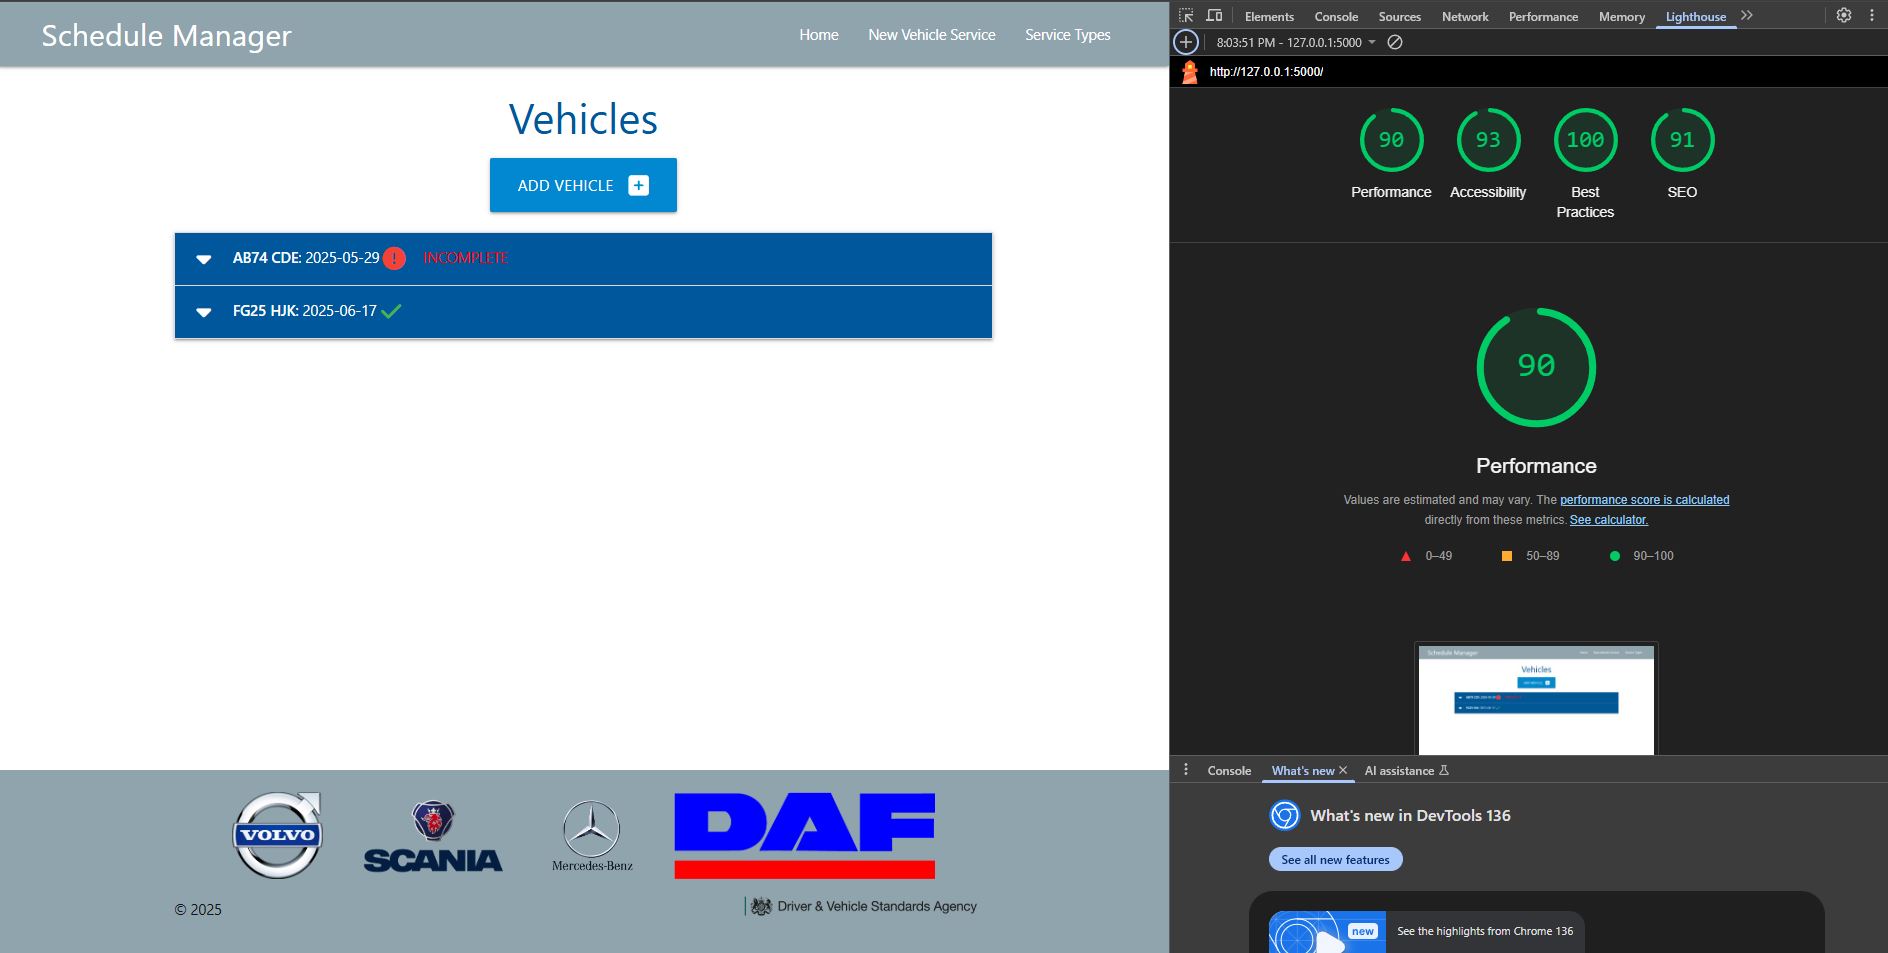 Schedule Manager
Home New Vehicle Service Service Types
Vehicles
ADD VEHICLE
AB74 CDE: 2025-05-29 ! INCOMPLETE
FG25 HJK: 2025-06-17
VOLVO
SCANIA
Mercedes-Benz
DAF
© 2025
Driver & Vehicle Standards Agency
Elements Console Sources Network Performance Memory Lighthouse
8:03:51 PM - 127.0.0.1:5000
http://127.0.0.1:5000/
90 93 100 91
Performance Accessibility Best Practices SEO
90
Performance
Values are estimated and may vary. The performance score is calculated
directly from these metrics. See calculator.
0–49 50–89 90–100
Schedule Manager
Vehicles
Console What's new AI assistance
What's new in DevTools 136
See all new features
new
See the highlights from Chrome 136